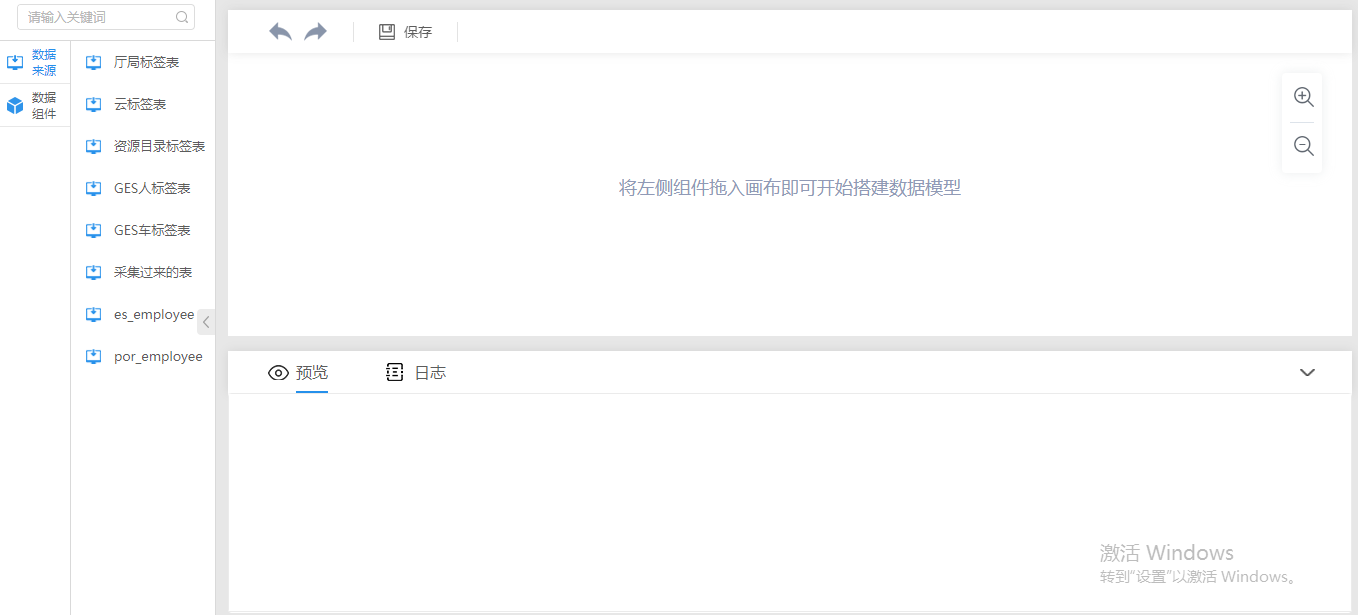 请输入关键词
数据
来源
数据
组件
厅局标签表
云标签表
资源目录标签表
GES人标签表
GES车标签表
采集过来的表
es_employee
por_employee
保存
将左侧组件拖入画布即可开始搭建数据模型
预览
日志
激活 Windows
转到"设置"以激活 Windows。